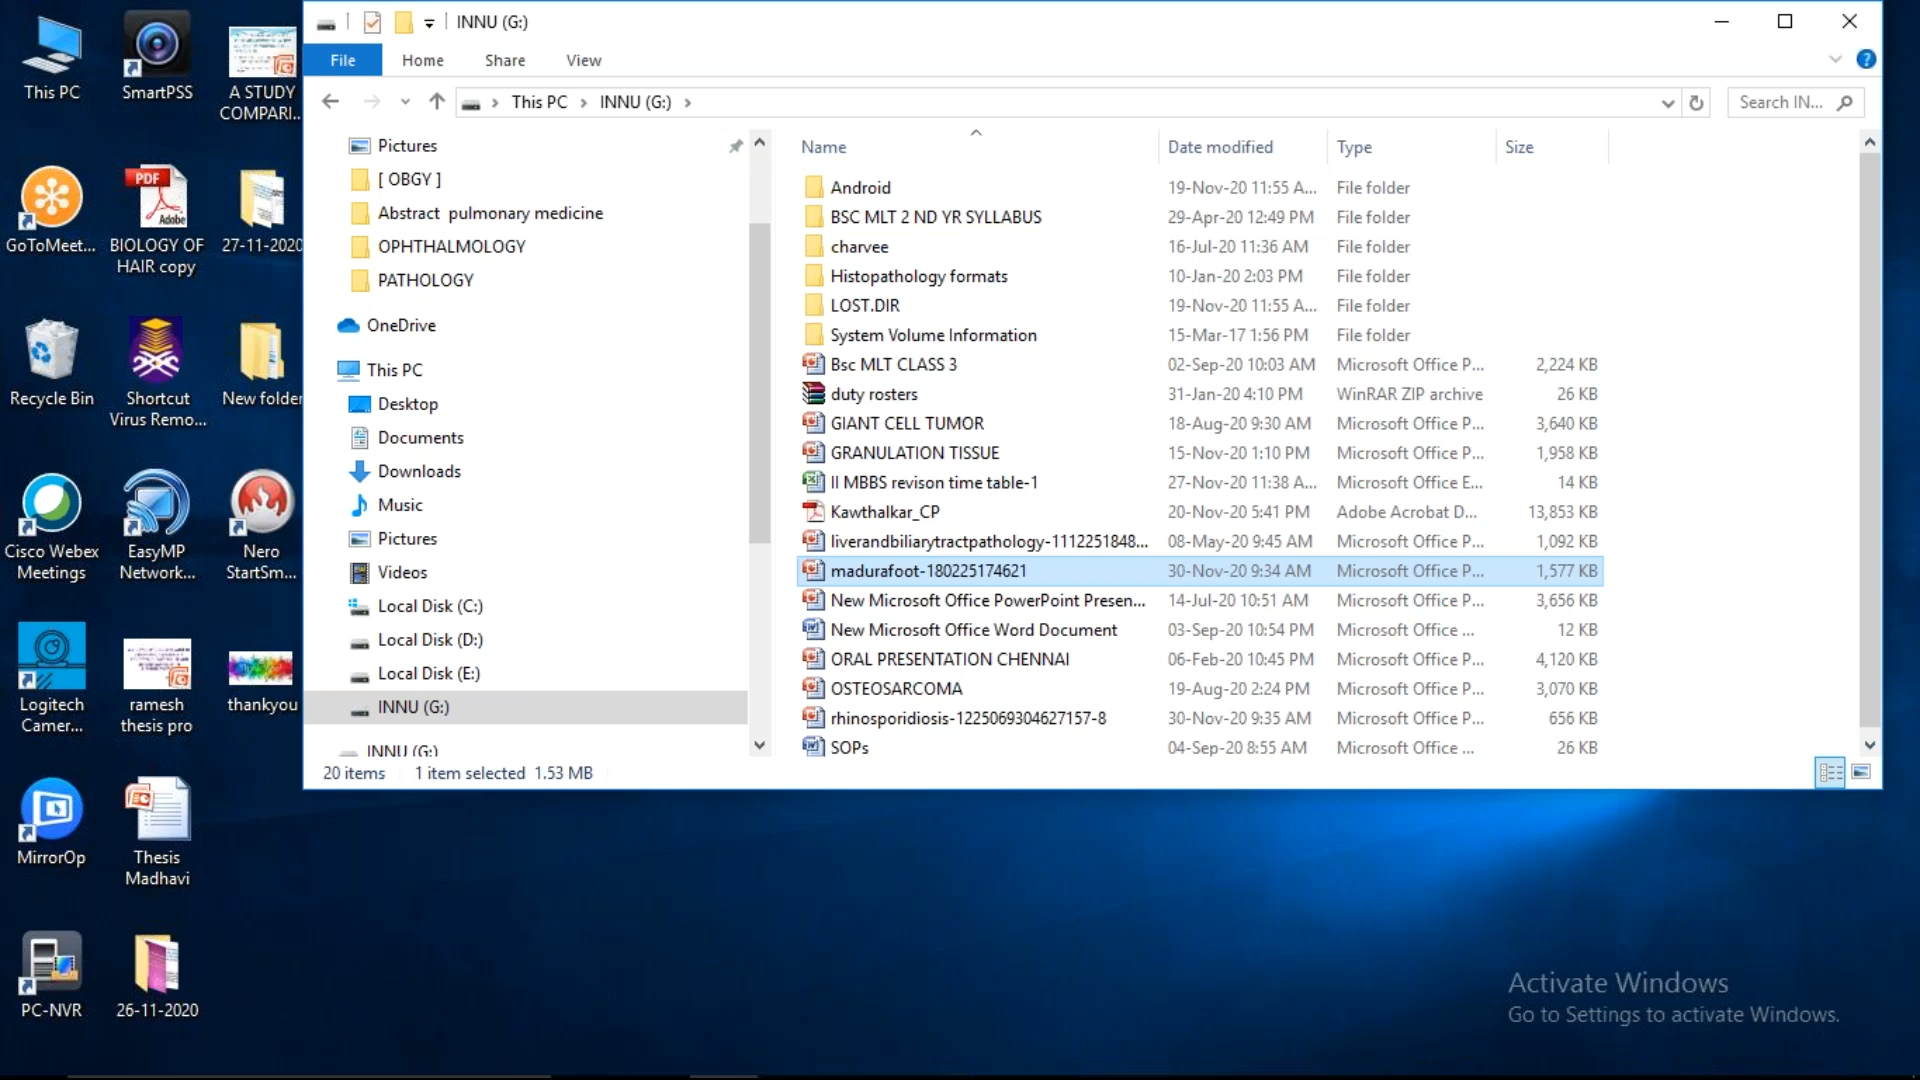 INNU (G:)
File
Home
Share
View
This PC
INNU (G:)
Search IN...
Pictures
[ OBGY ]
Abstract pulmonary medicine
OPHTHALMOLOGY
PATHOLOGY
OneDrive
This PC
Desktop
Documents
Downloads
Music
Pictures
Videos
Local Disk (C:)
Local Disk (D:)
Local Disk (E:)
INNU (G:)
INNU (G:)
Name Date modified Type Size
Android 19-Nov-20 11:55 A... File folder
BSC MLT 2 ND YR SYLLABUS 29-Apr-20 12:49 PM File folder
charvee 16-Jul-20 11:36 AM File folder
Histopathology formats 10-Jan-20 2:03 PM File folder
LOST.DIR 19-Nov-20 11:55 A... File folder
System Volume Information 15-Mar-17 1:56 PM File folder
Bsc MLT CLASS 3 02-Sep-20 10:03 AM Microsoft Office P... 2,224 KB
duty rosters 31-Jan-20 4:10 PM WinRAR ZIP archive 26 KB
GIANT CELL TUMOR 18-Aug-20 9:30 AM Microsoft Office P... 3,640 KB
GRANULATION TISSUE 15-Nov-20 1:10 PM Microsoft Office P... 1,958 KB
II MBBS revison time table-1 27-Nov-20 11:38 A... Microsoft Office E... 14 KB
Kawthalkar_CP 20-Nov-20 5:41 PM Adobe Acrobat D... 13,853 KB
liverandbiliarytractpathology-1112251848... 08-May-20 9:45 AM Microsoft Office P... 1,092 KB
madurafoot-180225174621 30-Nov-20 9:34 AM Microsoft Office P... 1,577 KB
New Microsoft Office PowerPoint Presen... 14-Jul-20 10:51 AM Microsoft Office P... 3,656 KB
New Microsoft Office Word Document 03-Sep-20 10:54 PM Microsoft Office ... 12 KB
ORAL PRESENTATION CHENNAI 06-Feb-20 10:45 PM Microsoft Office P... 4,120 KB
OSTEOSARCOMA 19-Aug-20 2:24 PM Microsoft Office P... 3,070 KB
rhinosporidiosis-1225069304627157-8 30-Nov-20 9:35 AM Microsoft Office P... 656 KB
SOPs 04-Sep-20 8:55 AM Microsoft Office ... 26 KB
20 items 1 item selected 1.53 MB
This PC
SmartPSS
A STUDY
COMPARI...
GoToMeet...
PDF
Adobe
BIOLOGY OF
HAIR copy
27-11-2020
Recycle Bin
Shortcut
Virus Remo...
New folder
Cisco Webex
Meetings
EasyMP
Network...
Nero
StartSm...
Logitech
Camer...
ramesh
thesis pro
thankyou
MirrorOp
Thesis
Madhavi
PC-NVR
26-11-2020
Activate Windows
Go to Settings to activate Windows.